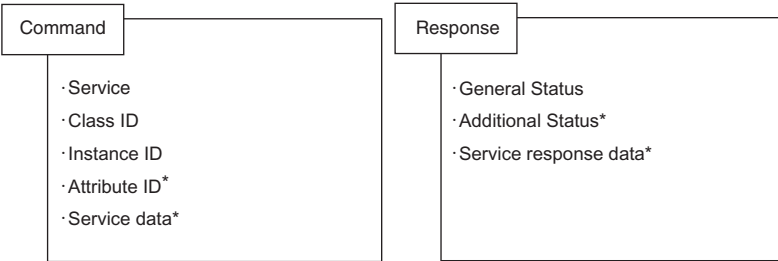 Command
·Service
·Class ID
·Instance ID
·Attribute ID*
·Service data*
Response
·General Status
·Additional Status*
·Service response data*